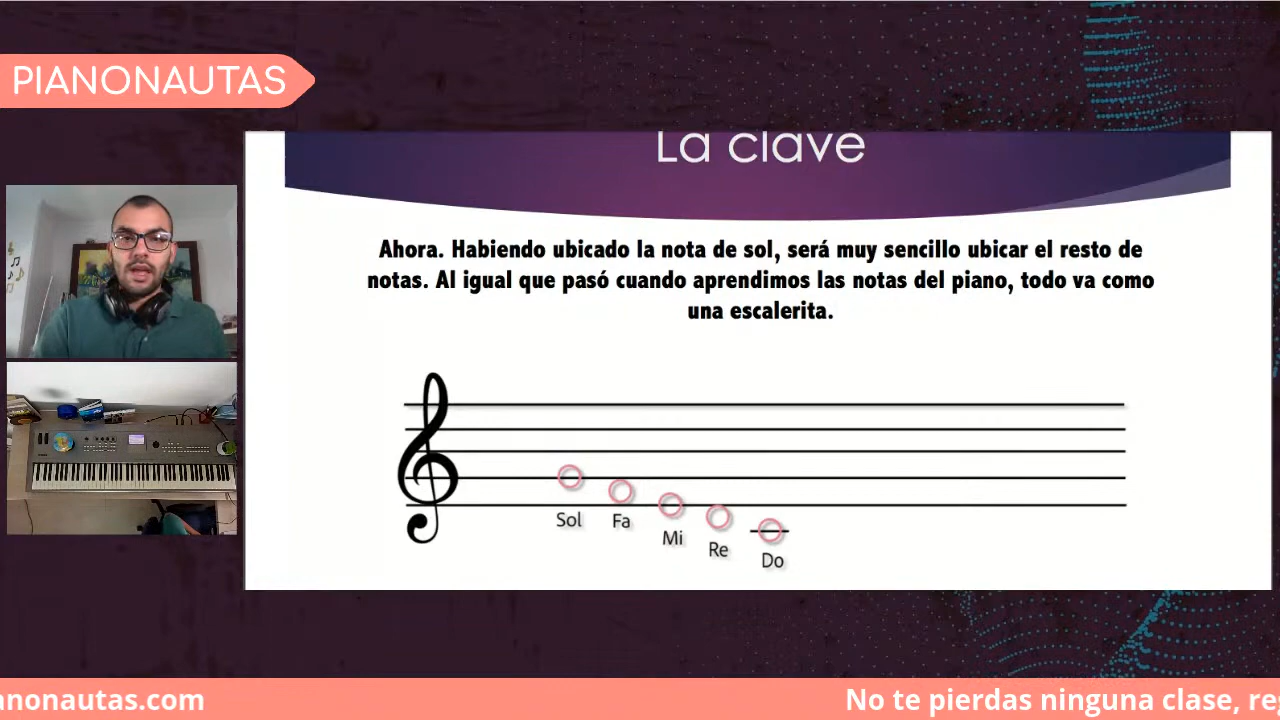 PIANONAUTAS
La clave
Ahora. Habiendo ubicado la nota de sol, será muy sencillo ubicar el resto de
notas. Al igual que pasó cuando aprendimos las notas del piano, todo va como
una escalerita.
Sol Fa Mi Re Do
anonautas.com
No te pierdas ninguna clase, reg